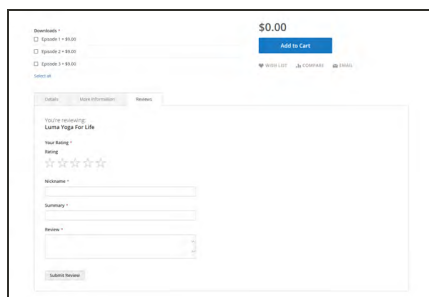 Downloads *
Episode 1 + $9.00
Episode 2 + $9.00
Episode 3 + $9.00
Select all
$0.00
Add to Cart
WISH LIST
COMPARE
EMAIL
Details
More Information
Reviews
You're reviewing:
Luma Yoga For Life
Your Rating *
Rating
Nickname *
Summary *
Review *
Submit Review